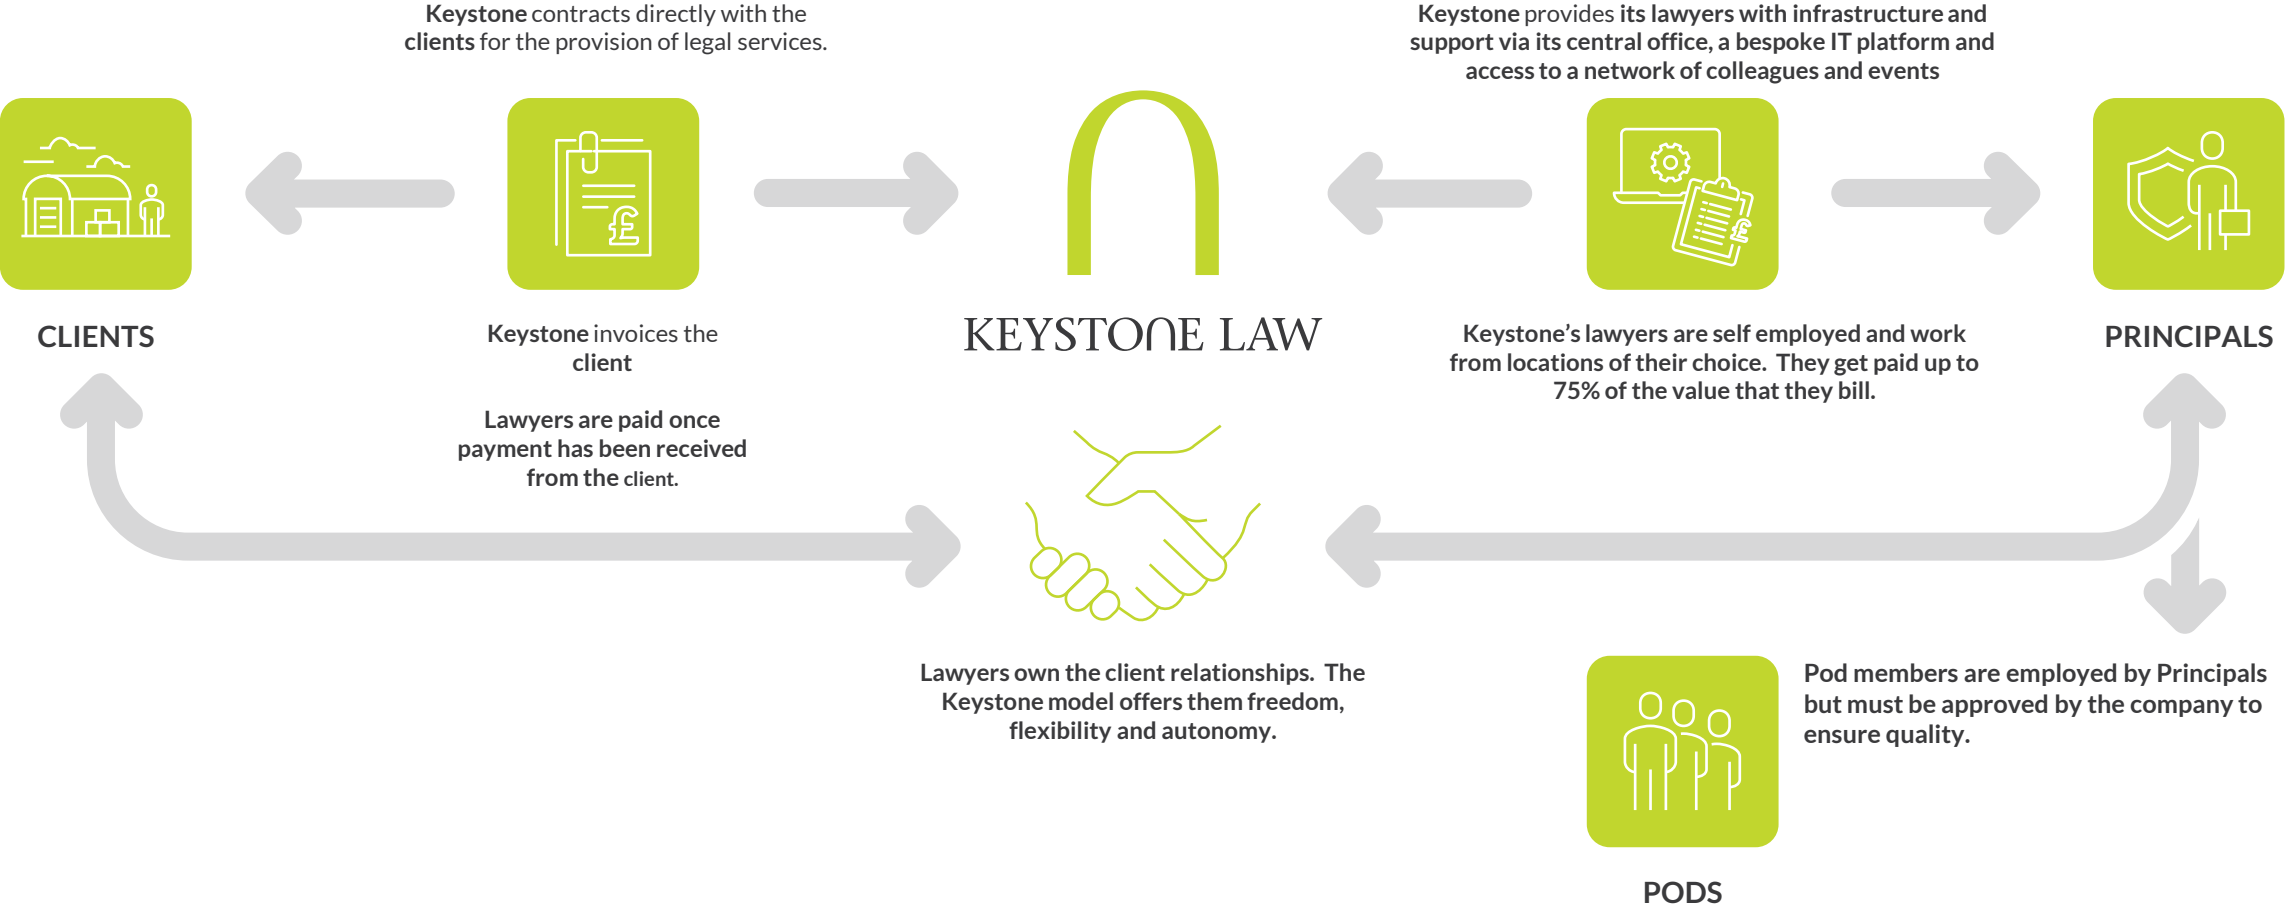 Keystone contracts directly with the
clients for the provision of legal services.
Keystone provides its lawyers with infrastructure and
support via its central office, a bespoke IT platform and
access to a network of colleagues and events
£
£
CLIENTS
Keystone invoices the
client
Lawyers are paid once
payment has been received
from the client.
KEYSTONE LAW
Keystone’s lawyers are self employed and work
from locations of their choice.  They get paid up to
75% of the value that they bill.
PRINCIPALS
Lawyers own the client relationships.  The
Keystone model offers them freedom,
flexibility and autonomy.
Pod members are employed by Principals
but must be approved by the company to
ensure quality.
PODS